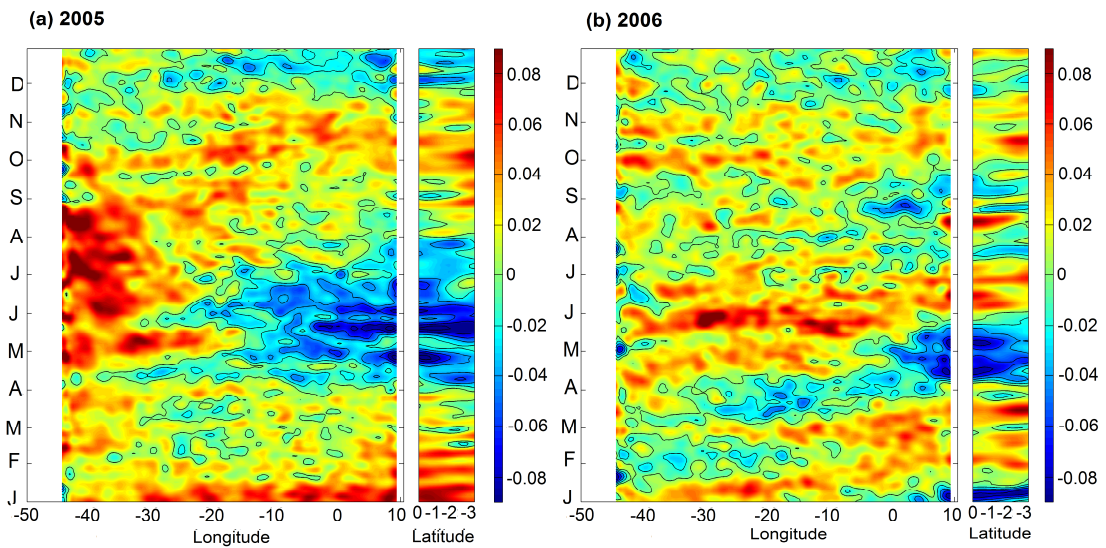 (a) 2005
(b) 2006
D
N
O
S
A
J
J
M
A
M
F
J
-50 -40 -30 -20 -10 0 10
Longitude
0 -1 -2 -3
Latitude
0.08
0.06
0.04
0.02
0
-0.02
-0.04
-0.06
-0.08
D
N
O
S
A
J
J
M
A
M
F
J
-50 -40 -30 -20 -10 0 10
Longitude
0 -1 -2 -3
Latitude
0.08
0.06
0.04
0.02
0
-0.02
-0.04
-0.06
-0.08